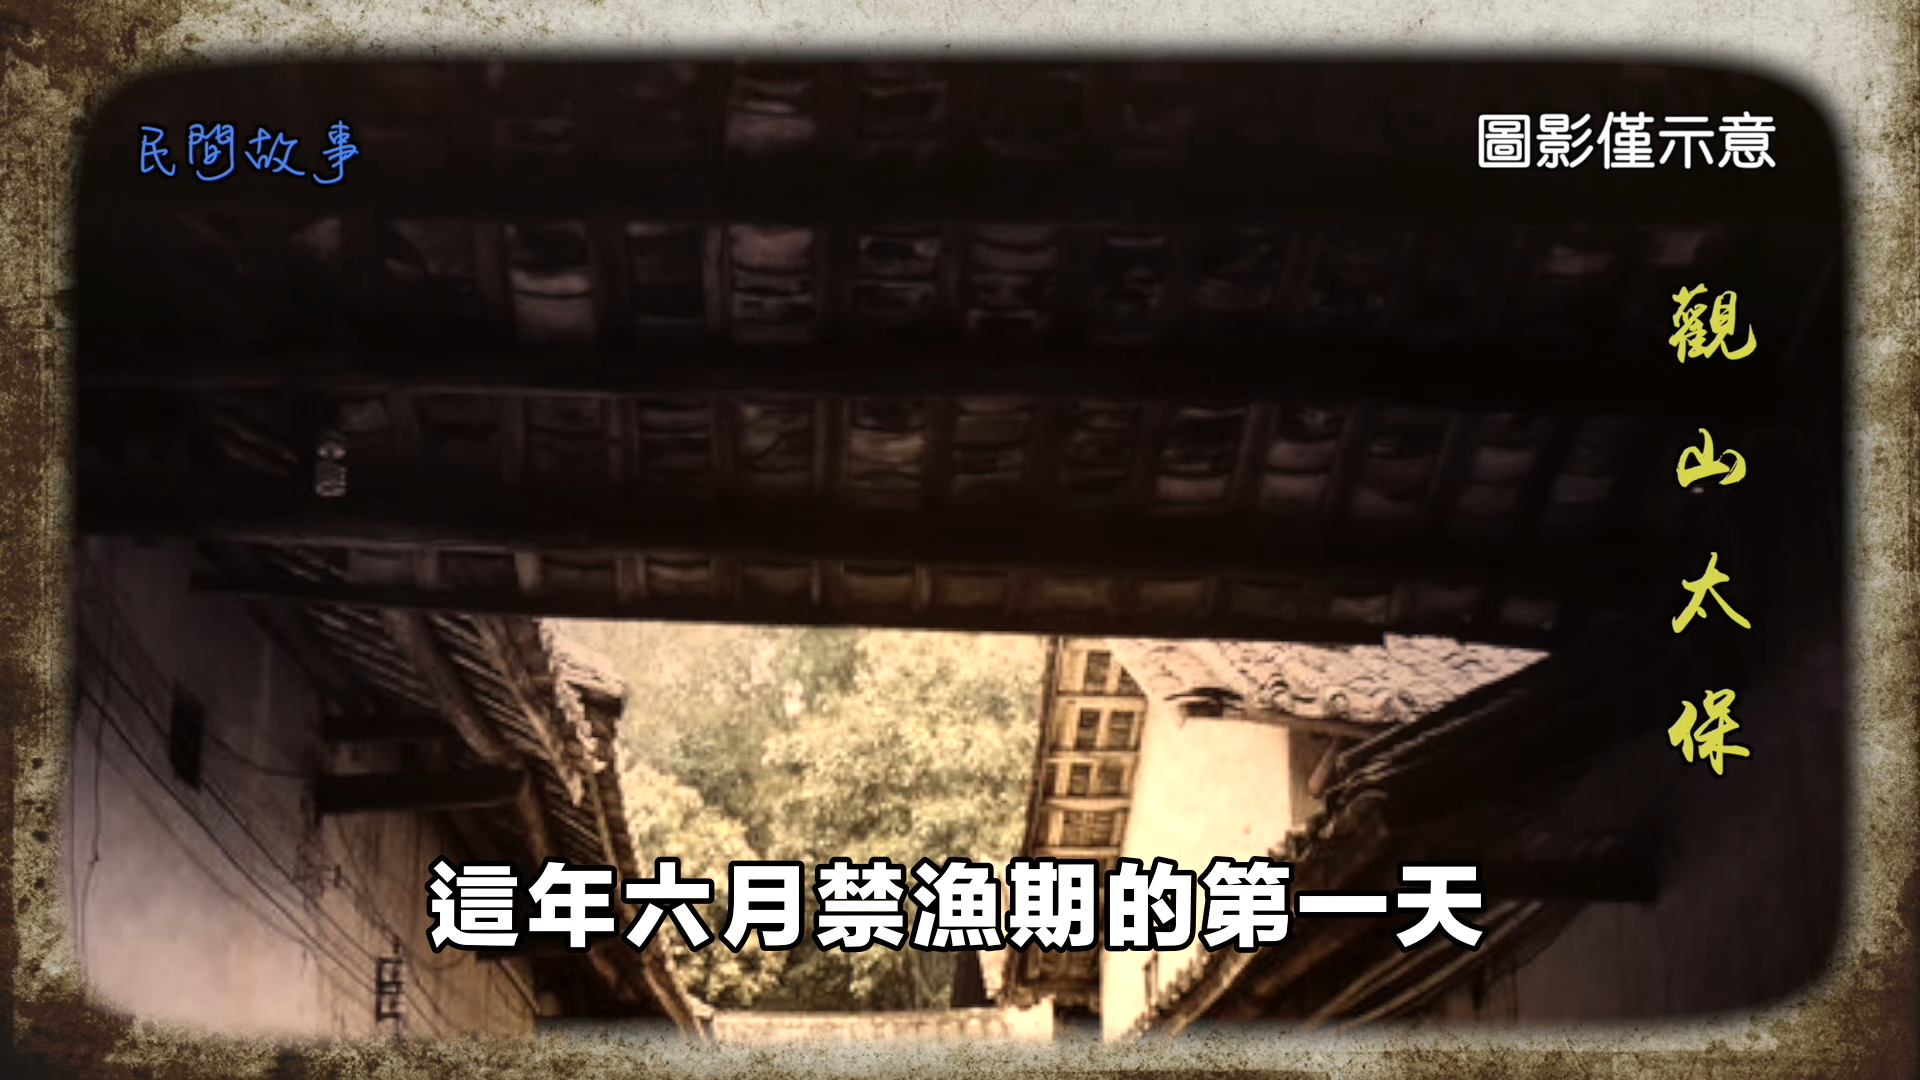 民間故事
圖影僅示意
觀山太保
這年六月禁漁期的第一天